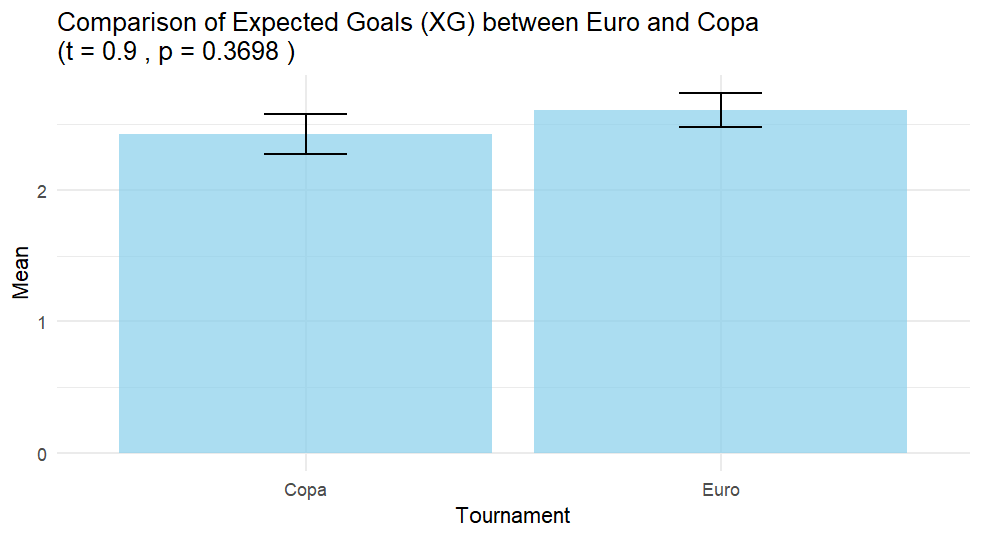 Comparison of Expected Goals (XG) between Euro and Copa
(t = 0.9 , p = 0.3698 )
Mean
2
1
0
Copa
Euro
Tournament